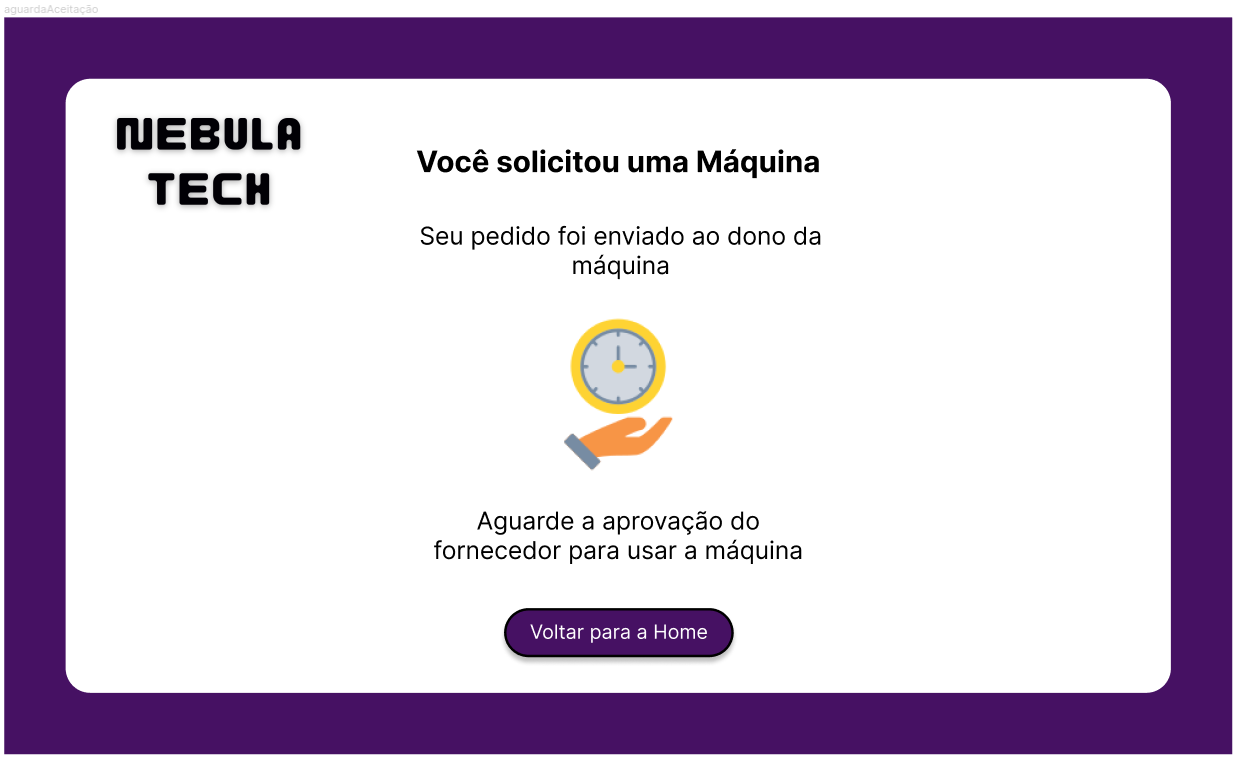 aguardaAceitação
NEBULA
TECH
Você solicitou uma Máquina
Seu pedido foi enviado ao dono da
máquina
Aguarde a aprovação do
fornecedor para usar a máquina
Voltar para a Home